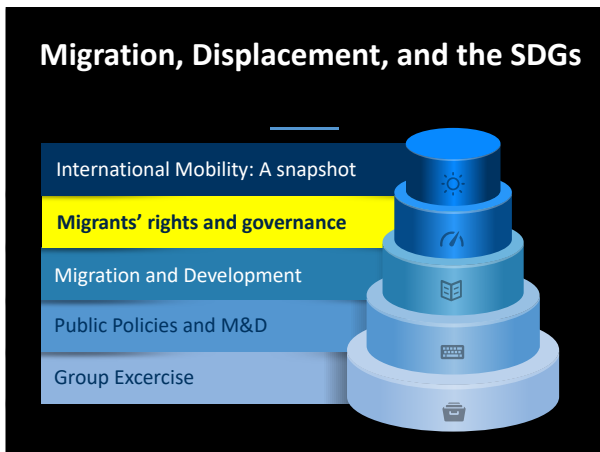 Migration, Displacement, and the SDGs
International Mobility: A snapshot
Migrants’ rights and governance
Migration and Development
Public Policies and M&D
Group Excercise